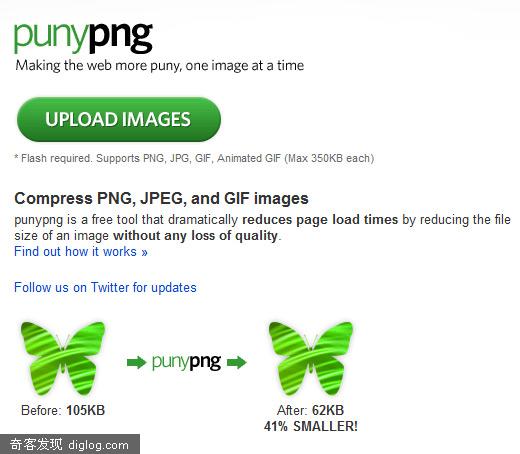 punypng
Making the web more puny, one image at a time
UPLOAD IMAGES
* Flash required. Supports PNG, JPG, GIF, Animated GIF (Max 350KB each)
Compress PNG, JPEG, and GIF images
punypng is a free tool that dramatically reduces page load times by reducing the file
size of an image without any loss of quality.
Find out how it works »
Follow us on Twitter for updates
punypng
Before: 105KB
After: 62KB
41% SMALLER!
奇客发现 diglog.com